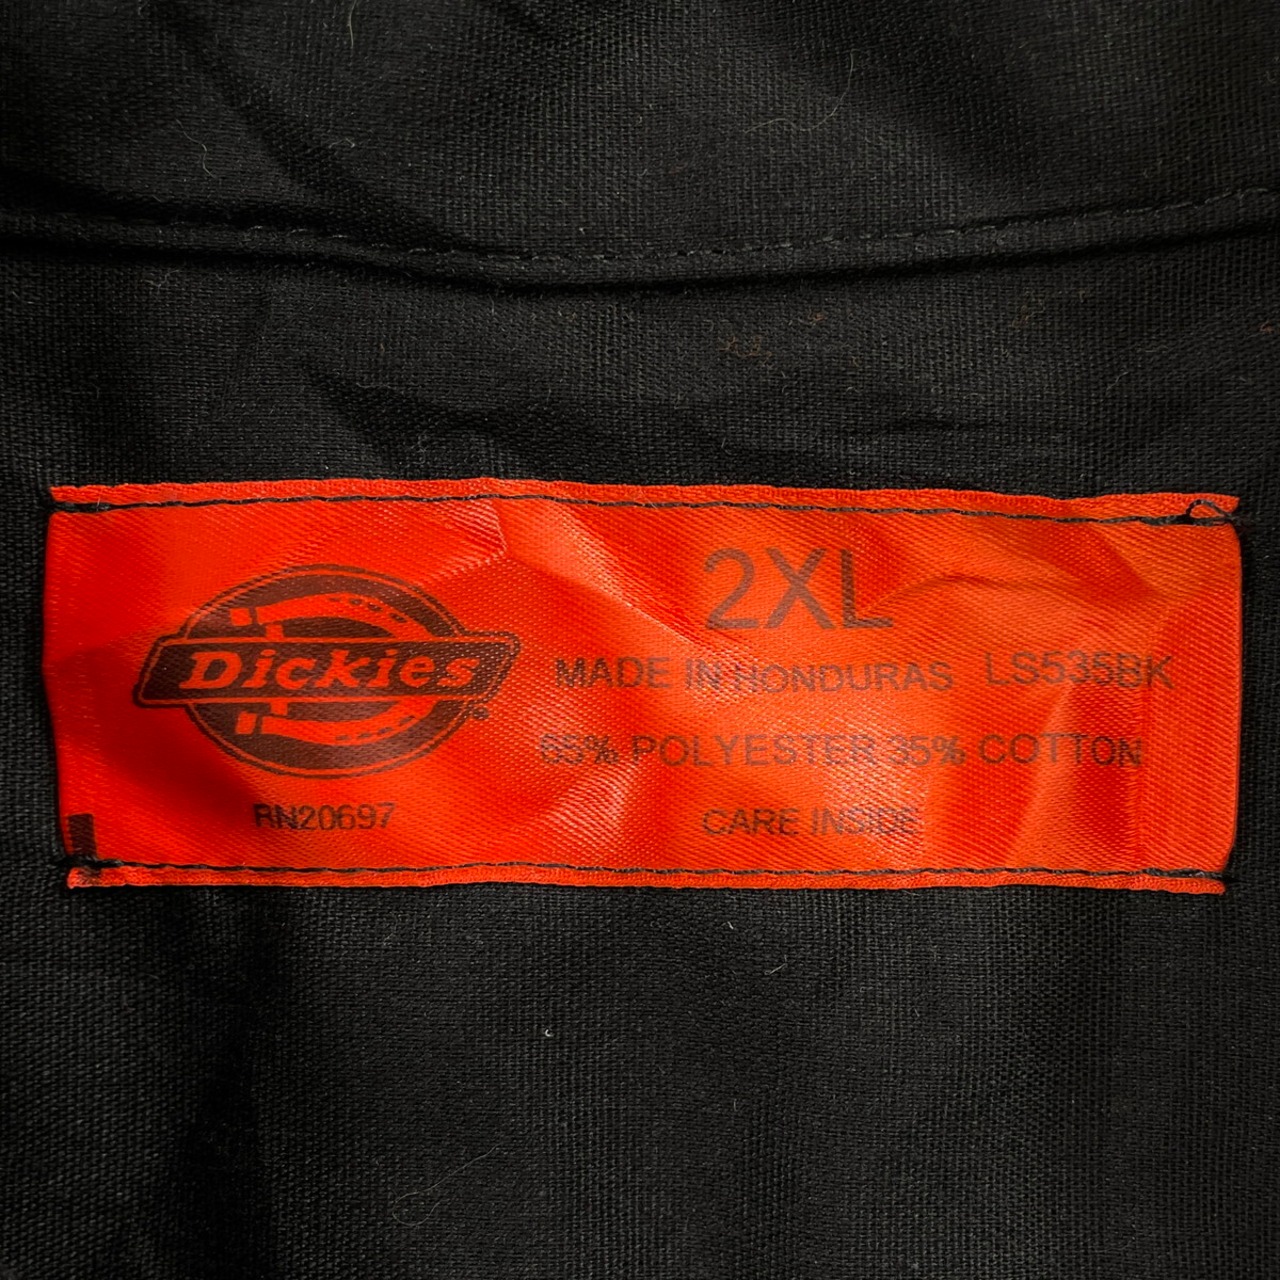 2XL
Dickies
MADE IN HONDURAS LS535BK
65% POLYESTER 35% COTTON
RN20697
CARE INSIDE